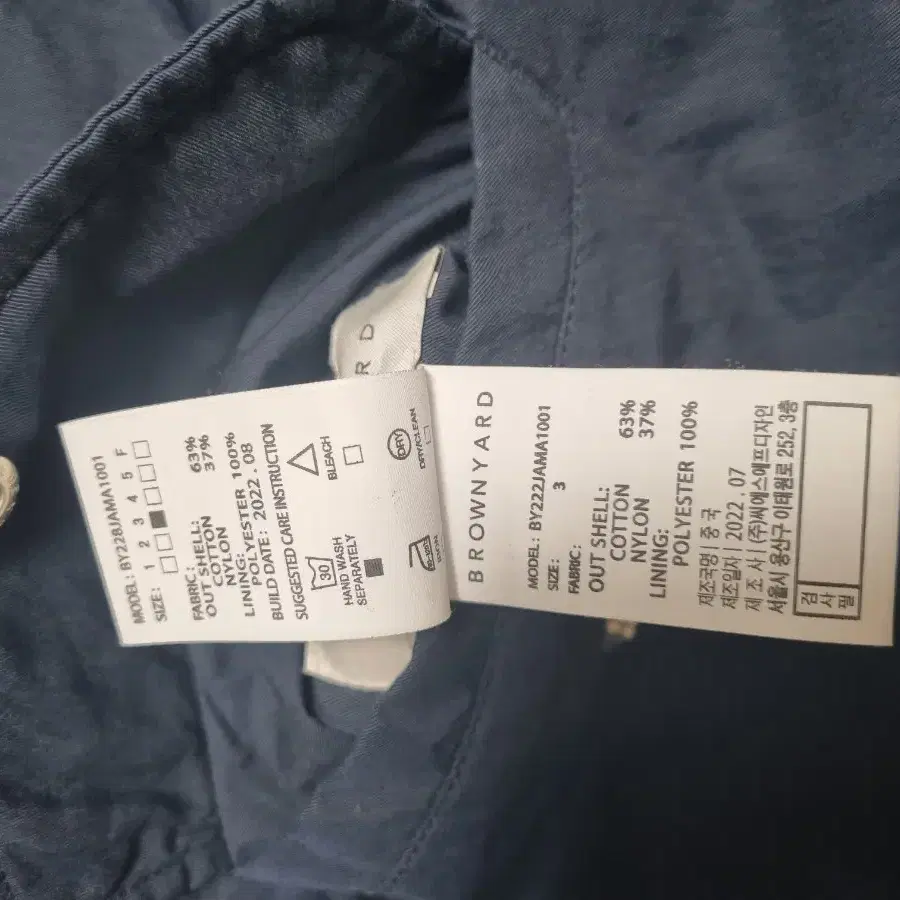 R D
MODEL: BY228JAMA1001
SIZE: 1 2 3 4 5 F
FABRIC:
OUT SHELL:
COTTON 63%
NYLON 37%
LINING:
POLYESTER 100%
BUILD DATE: 2022 . 08
SUGGESTED CARE INSTRUCTION
30
HAND WASH
SEPARATELY
BLEACH
DRY
DRYACLEAN
BROWNYARD
MODEL: BY222JAMA1001
SIZE: 3
FABRIC:
OUT SHELL:
COTTON 63%
NYLON 37%
LINING:
POLYESTER 100%
제조국명 | 중 국
제조일자 | 2022 . 07
제 조 사 | (주)씨에스에프디자인
서울시 용산구 이태원로 252, 3층
검사필